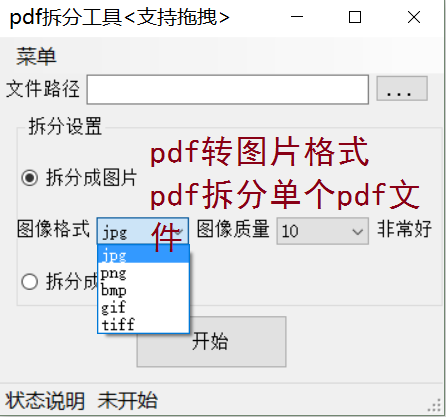 pdf拆分工具<支持拖拽>
菜单
文件路径 ...
拆分设置
pdf转图片格式
拆分成图片
pdf拆分单个pdf文
件
图像格式 jpg 图像质量 10 非常好
jpg
png
拆分成
bmp
gif
tiff
开始
状态说明 未开始